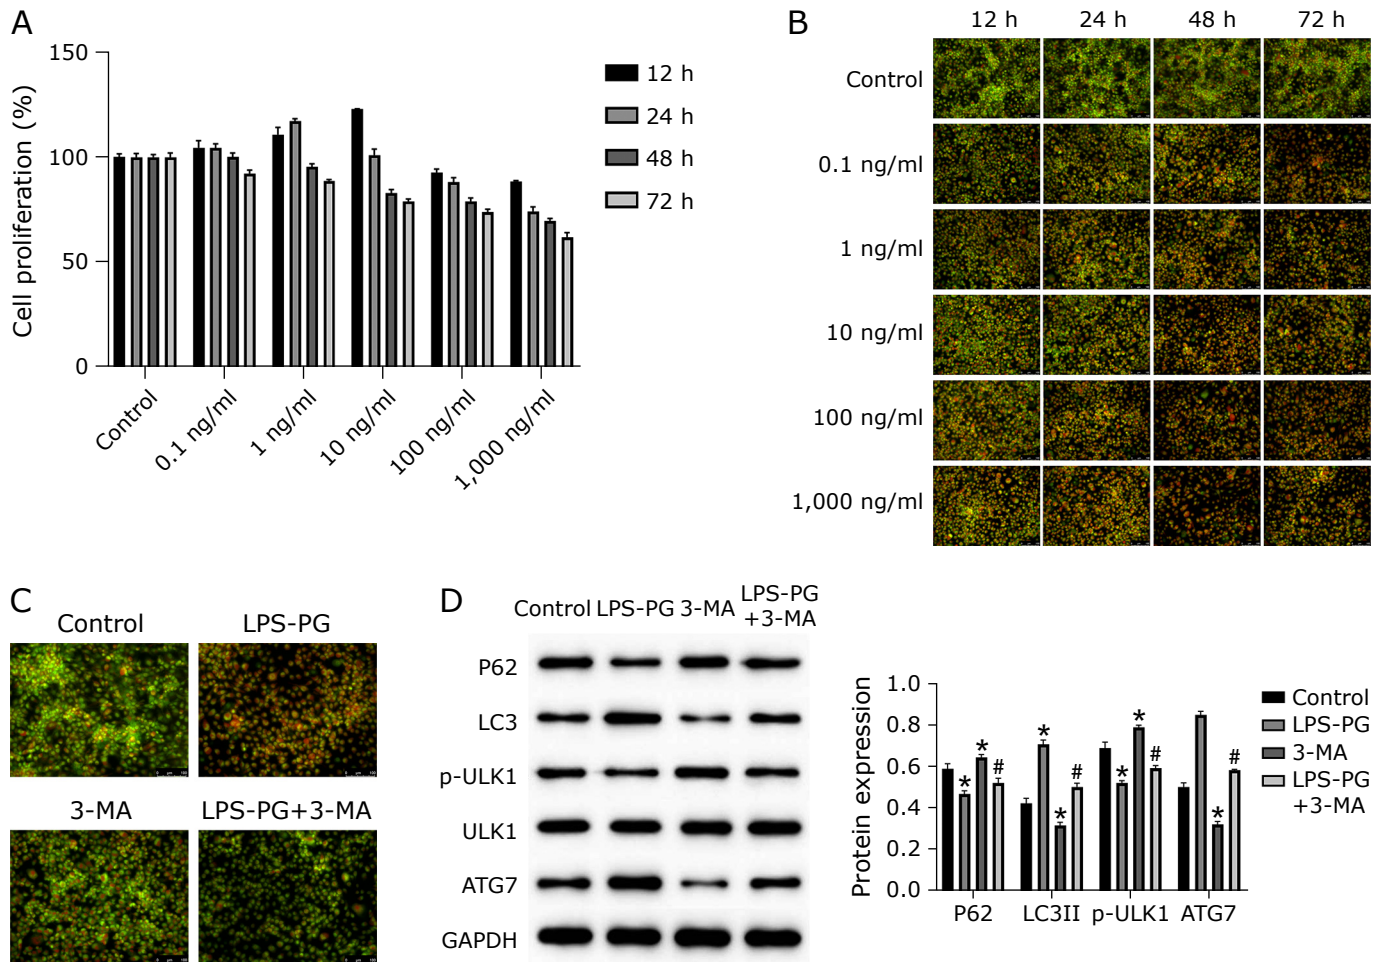 A
150
100
50
0
Cell proliferation (%)
Control
0.1 ng/ml
1 ng/ml
10 ng/ml
100 ng/ml
1,000 ng/ml
12 h
24 h
48 h
72 h
B
12 h 24 h 48 h 72 h
Control
0.1 ng/ml
1 ng/ml
10 ng/ml
100 ng/ml
1,000 ng/ml
C
Control LPS-PG
3-MA LPS-PG+3-MA
D
Control LPS-PG 3-MA LPS-PG
+3-MA
P62
LC3
p-ULK1
ULK1
ATG7
GAPDH
Protein expression
1.0
0.8
0.6
0.4
0.2
0.0
* * #
* * #
* * #
* #
P62 LC3II p-ULK1 ATG7
Control
LPS-PG
3-MA
LPS-PG
+3-MA